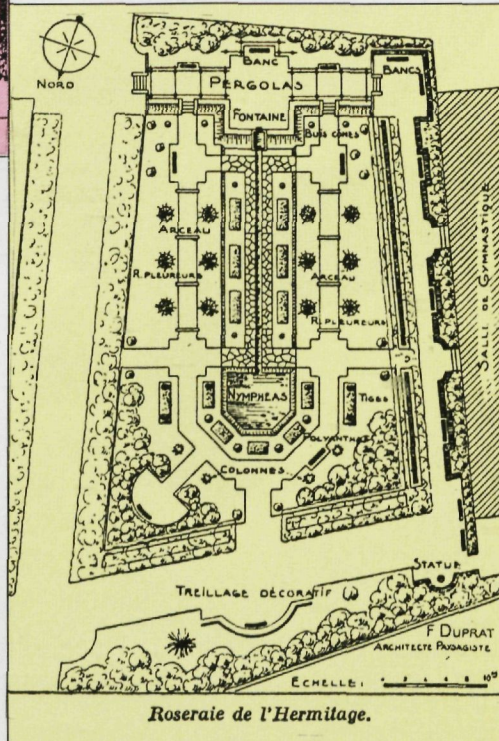 NORD
BANC
BANCS
PERGOLAS
FONTAINE
BUIS CONES
ARCEAU
R. PLEUREURS
ARCEAU
R. PLEUREURS
SALLE DE GYMNASTIQUE
NYMPHEAS
TIGES
POLYANTHAS
COLONNES
STATUE
TREILLAGE DÉCORATIF
F DUPRAT
ARCHITECTE PAYSAGISTE
ECHELLE:
Roseraie de l'Hermitage.